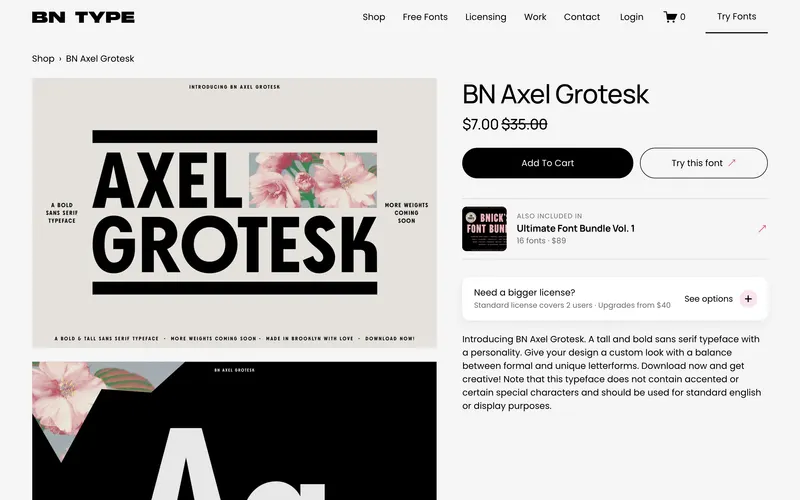 BN TYPE
Shop Free Fonts Licensing Work Contact Login 0 Try Fonts
Shop › BN Axel Grotesk
INTRODUCING BN AXEL GROTESK
AXEL
GROTESK
A BOLD
SANS SERIF
TYPEFACE
MORE WEIGHTS
COMING
SOON
A BOLD & TALL SANS SERIF TYPEFACE · MORE WEIGHTS COMING SOON · MADE IN BROOKLYN WITH LOVE · DOWNLOAD NOW!
BN AXEL GROTESK
Aa
BN Axel Grotesk
$7.00 $35.00
Add To Cart
Try this font
BNICK'S
FONT BUN
ALSO INCLUDED IN
Ultimate Font Bundle Vol. 1
16 fonts · $89
Need a bigger license?
Standard license covers 2 users · Upgrades from $40
See options +
Introducing BN Axel Grotesk. A tall and bold sans serif typeface with
a personality. Give your design a custom look with a balance
between formal and unique letterforms. Download now and get
creative! Note that this typeface does not contain accented or
certain special characters and should be used for standard english
or display purposes.